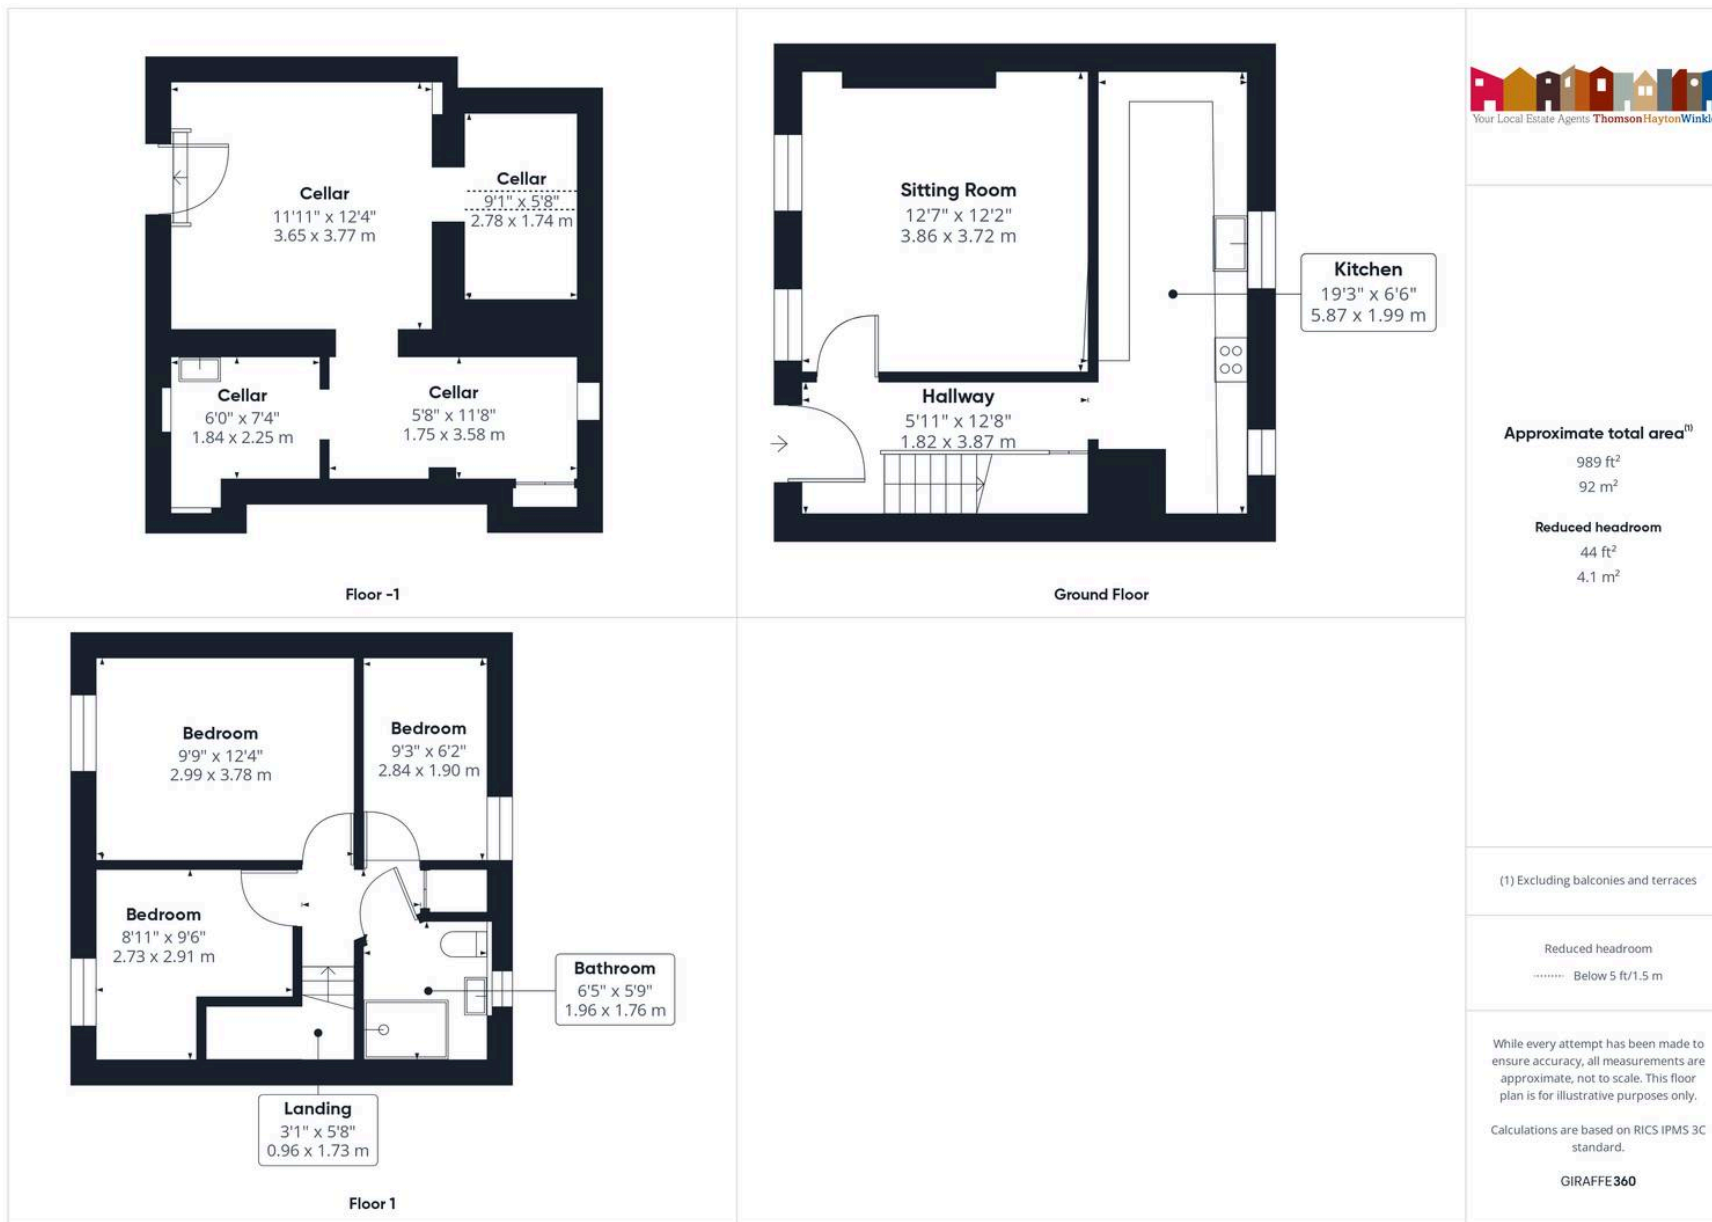 Cellar
11'11" x 12'4"
3.65 x 3.77 m
Cellar
9'1" x 5'8"
2.78 x 1.74 m
Cellar
6'0" x 7'4"
1.84 x 2.25 m
Cellar
5'8" x 11'8"
1.75 x 3.58 m
Floor -1
Sitting Room
12'7" x 12'2"
3.86 x 3.72 m
Kitchen
19'3" x 6'6"
5.87 x 1.99 m
Hallway
5'11" x 12'8"
1.82 x 3.87 m
Ground Floor
Bedroom
9'9" x 12'4"
2.99 x 3.78 m
Bedroom
9'3" x 6'2"
2.84 x 1.90 m
Bedroom
8'11" x 9'6"
2.73 x 2.91 m
Bathroom
6'5" x 5'9"
1.96 x 1.76 m
Landing
3'1" x 5'8"
0.96 x 1.73 m
Floor 1
Your Local Estate Agents ThomsonHaytonWinkl
Approximate total area(1)
989 ft²
92 m²
Reduced headroom
44 ft²
4.1 m²
(1) Excluding balconies and terraces
Reduced headroom
Below 5 ft/1.5 m
While every attempt has been made to
ensure accuracy, all measurements are
approximate, not to scale. This floor
plan is for illustrative purposes only.
Calculations are based on RICS IPMS 3C
standard.
GIRAFFE360